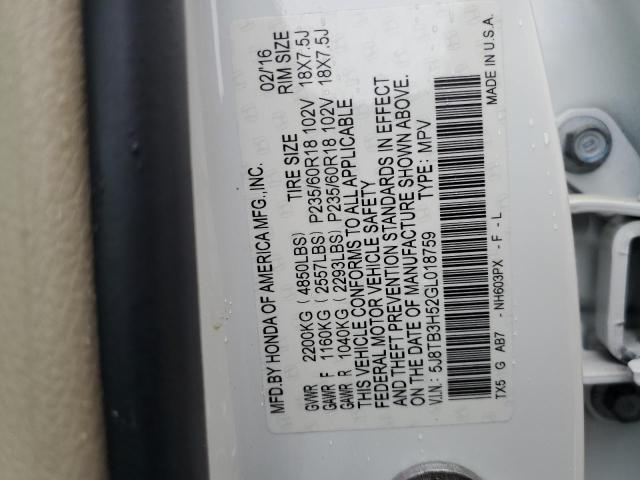 MFD.BY HONDA OF AMERICA MFG.,INC. 02/'16
TIRE SIZE RIM SIZE
GVWR 2200KG ( 4850LBS)
GAWR F 1160KG ( 2557LBS) P235/60R18 102V 18X7.5J
GAWR R 1040KG ( 2293LBS) P235/60R18 102V 18X7.5J
THIS VEHICLE CONFORMS TO ALL APPLICABLE
FEDERAL MOTOR VEHICLE SAFETY
AND THEFT PREVENTION STANDARDS IN EFFECT
ON THE DATE OF MANUFACTURE SHOWN ABOVE.
V.I.N.: 5J8TB3H52GL018759 TYPE: MPV
TX5 G AB7 - NH603PX - F - L MADE IN U.S.A.